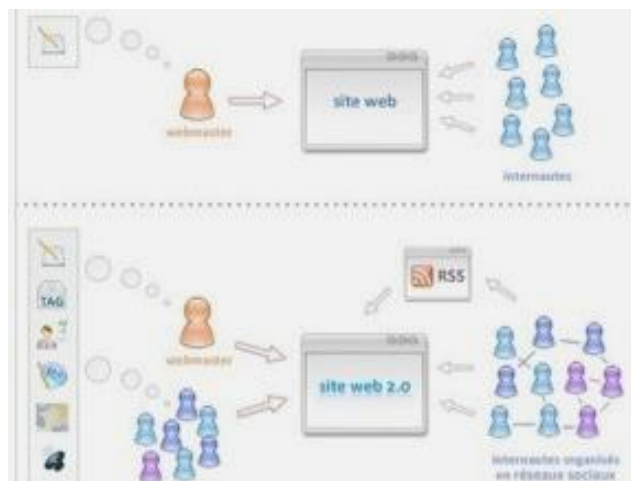 site web
webmaster
internautes
TAG
RSS
webmaster
site web 2.0
internautes organisés
en réseaux sociaux